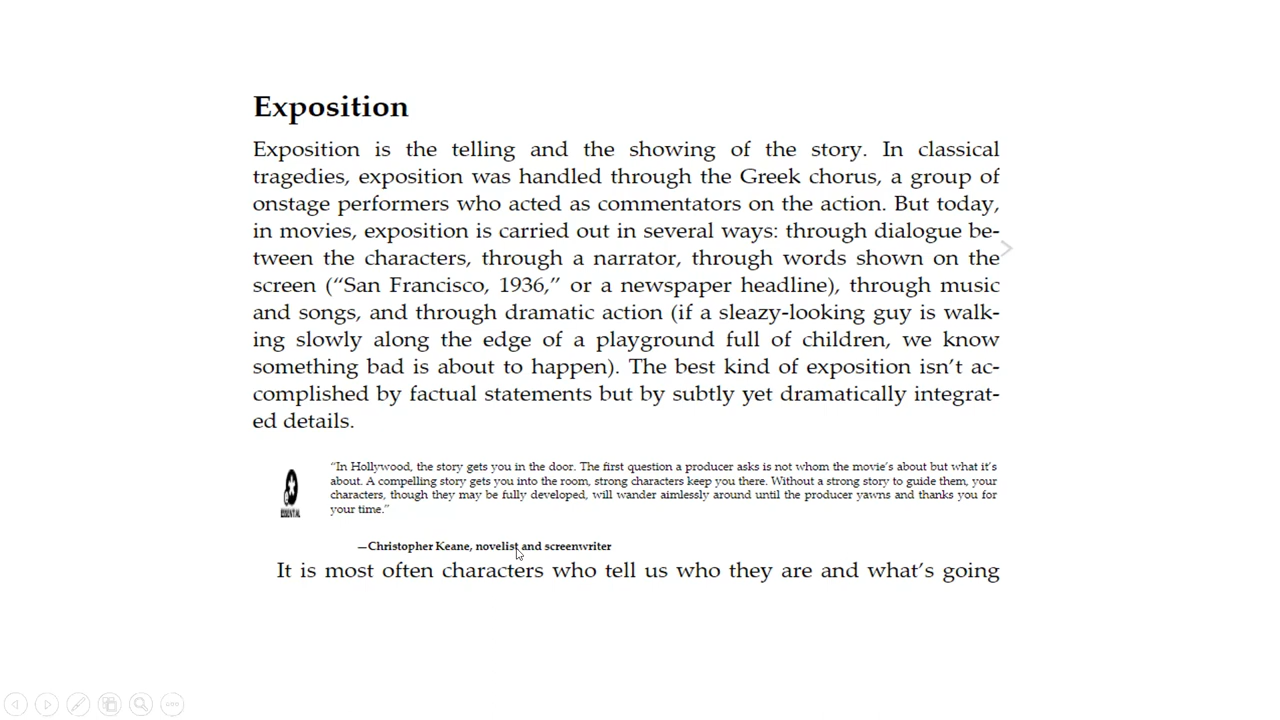 Exposition
Exposition is the telling and the showing of the story. In classical
tragedies, exposition was handled through the Greek chorus, a group of
onstage performers who acted as commentators on the action. But today,
in movies, exposition is carried out in several ways: through dialogue be-
tween the characters, through a narrator, through words shown on the
screen (“San Francisco, 1936,” or a newspaper headline), through music
and songs, and through dramatic action (if a sleazy-looking guy is walk-
ing slowly along the edge of a playground full of children, we know
something bad is about to happen). The best kind of exposition isn’t ac-
complished by factual statements but by subtly yet dramatically integrat-
ed details.
“In Hollywood, the story gets you in the door. The first question a producer asks is not whom the movie’s about but what it’s
about. A compelling story gets you into the room, strong characters keep you there. Without a strong story to guide them, your
characters, though they may be fully developed, will wander aimlessly around until the producer yawns and thanks you for
your time.”
ESSENTIAL
—Christopher Keane, novelist and screenwriter
It is most often characters who tell us who they are and what’s going